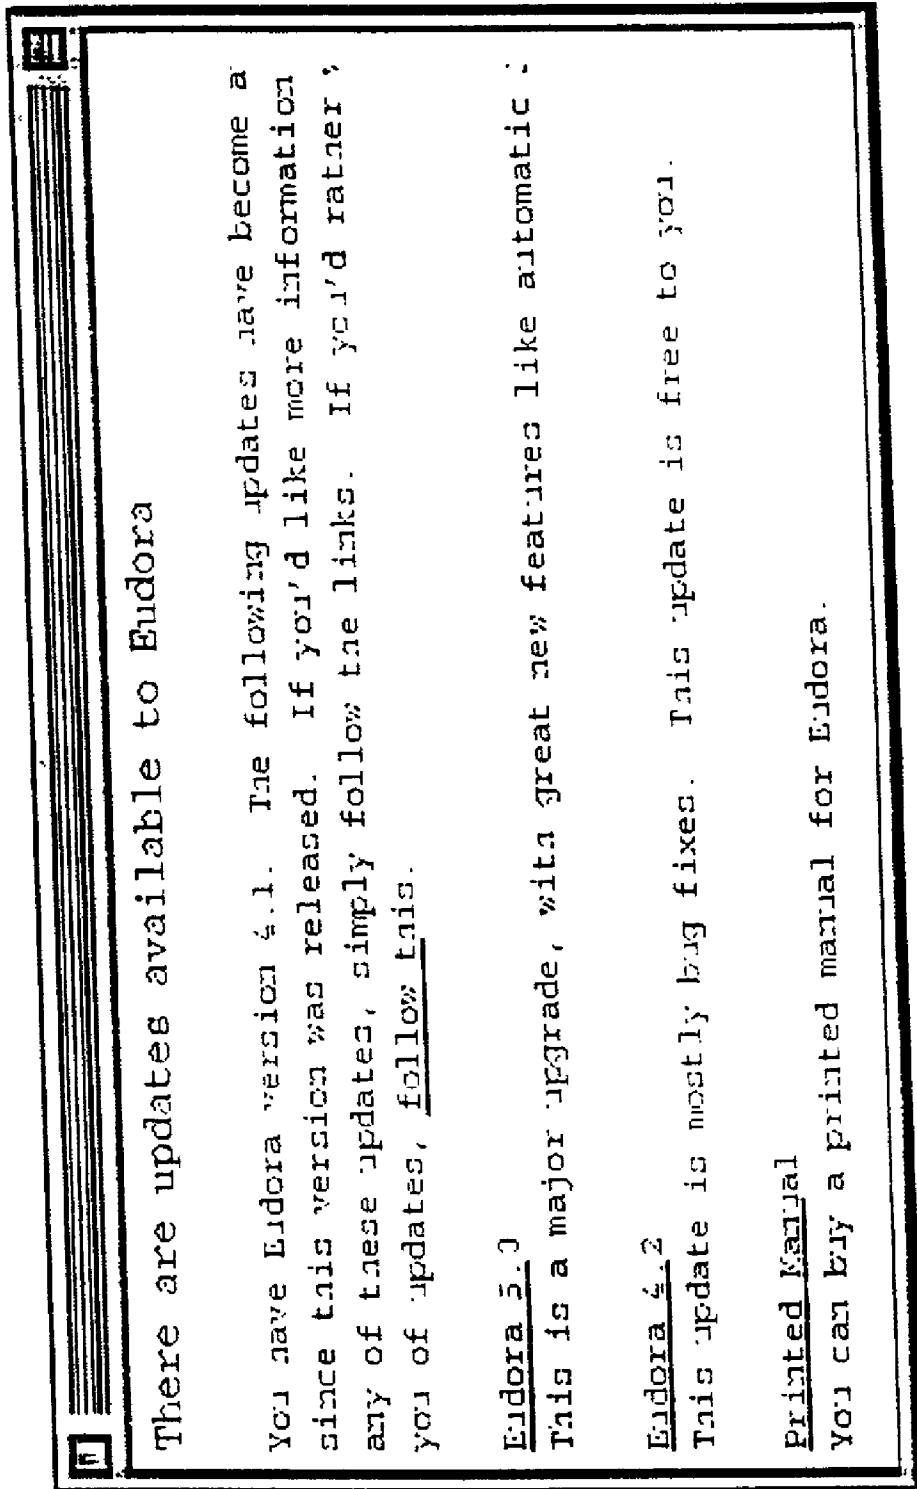 There are updates available to Eudora
You have Eudora version 4.1. The following updates have become a
since this version was released. If you'd like more information
any of these updates, simply follow the links. If you'd rather
you of updates, follow this.
Eudora 5.0
This is a major upgrade, with great new features like automatic
Eudora 4.2
This update is mostly bug fixes. This update is free to you.
Printed Manual
You can buy a printed manual for Eudora.